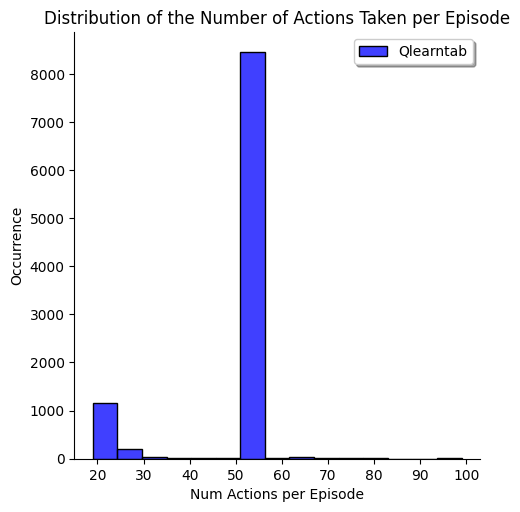 Distribution of the Number of Actions Taken per Episode
Qlearntab
8000
7000
6000
5000
4000
3000
2000
1000
0
Occurrence
20 30 40 50 60 70 80 90 100
Num Actions per Episode